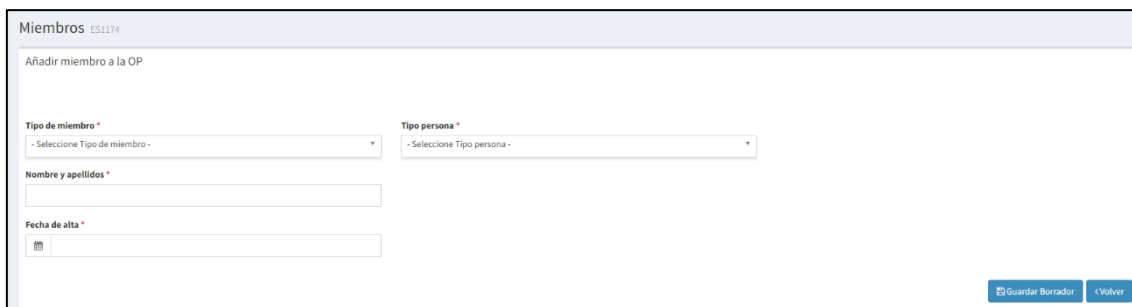 Miembros ES1174
Añadir miembro a la OP
Tipo de miembro * Tipo persona *
- Seleccione Tipo de miembro - - Seleccione Tipo persona -
Nombre y apellidos *
Fecha de alta *
Guardar Borrador <Volver